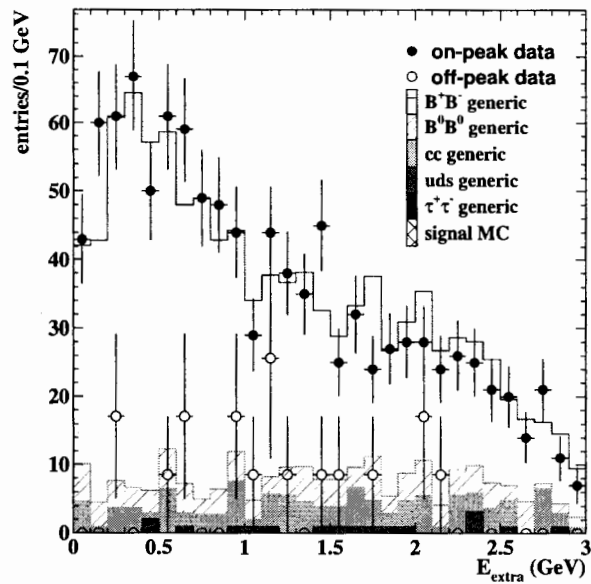 entries/0.1 GeV
70
60
50
40
30
20
10
0
on-peak data
off-peak data
B⁺B⁻ generic
B⁰B⁰ generic
cc generic
uds generic
τ⁺τ⁻ generic
signal MC
0 0.5 1 1.5 2 2.5 3
E_extra (GeV)